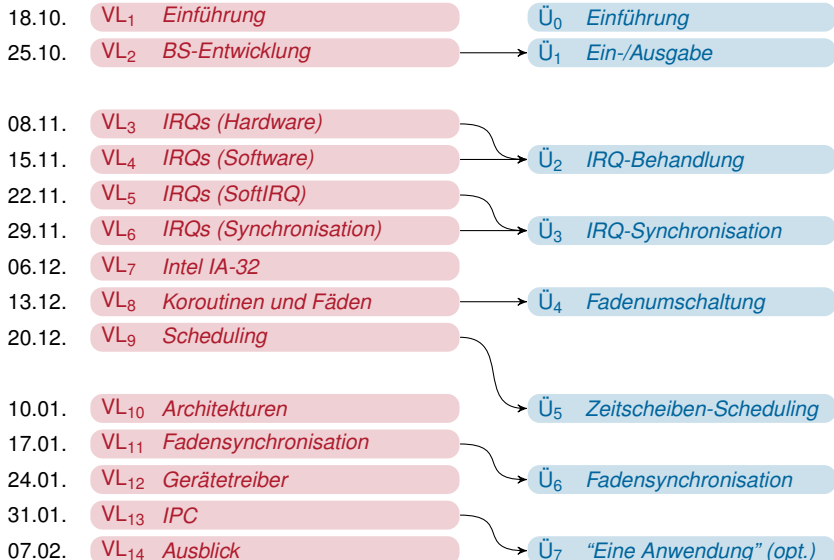 18.10. VL1 Einführung Ü0 Einführung
25.10. VL2 BS-Entwicklung Ü1 Ein-/Ausgabe
08.11. VL3 IRQs (Hardware)
15.11. VL4 IRQs (Software) Ü2 IRQ-Behandlung
22.11. VL5 IRQs (SoftIRQ)
29.11. VL6 IRQs (Synchronisation) Ü3 IRQ-Synchronisation
06.12. VL7 Intel IA-32
13.12. VL8 Koroutinen und Fäden Ü4 Fadenumschaltung
20.12. VL9 Scheduling
10.01. VL10 Architekturen Ü5 Zeitscheiben-Scheduling
17.01. VL11 Fadensynchronisation
24.01. VL12 Gerätetreiber Ü6 Fadensynchronisation
31.01. VL13 IPC
07.02. VL14 Ausblick Ü7 "Eine Anwendung" (opt.)